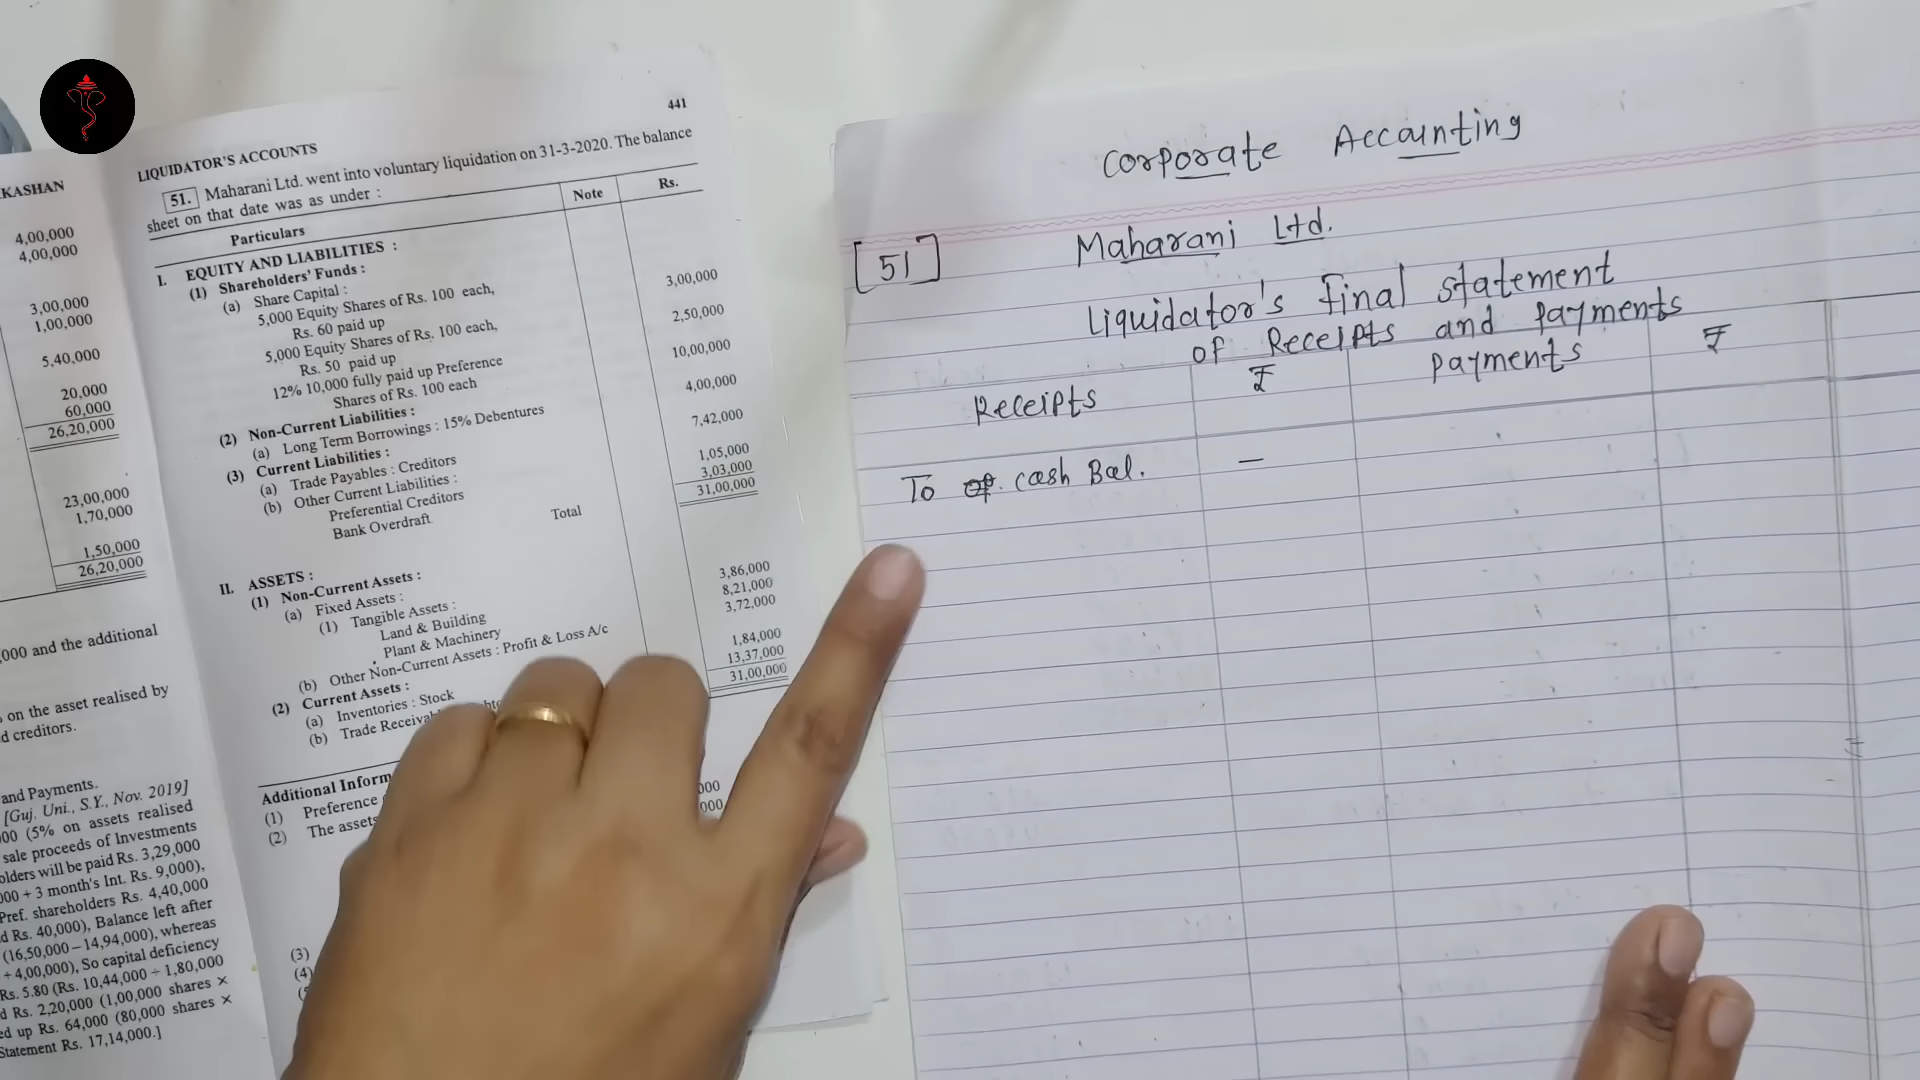 KASHAN
4,00,000
4,00,000
3,00,000
1,00,000
5,40,000
20,000
60,000
26,20,000
23,00,000
1,70,000
1,50,000
26,20,000
000 and the additional
on the asset realised by
d creditors.
and Payments.
[Guj. Uni., S.Y., Nov. 2019]
00 (5% on assets realised
sale proceeds of Investments
olders will be paid Rs. 3,29,000
000 + 3 month's Int. Rs. 9,000),
Pref. shareholders Rs. 4,40,000
d Rs. 40,000), Balance left after
(16,50,000 – 14,94,000), whereas
+ 4,00,000), So capital deficiency
Rs. 5.80 (Rs. 10,44,000 ÷ 1,80,000
d Rs. 2,20,000 (1,00,000 shares ×
ed up Rs. 64,000 (80,000 shares ×
Statement Rs. 17,14,000.]
441
LIQUIDATOR'S ACCOUNTS
51. Maharani Ltd. went into voluntary liquidation on 31-3-2020. The balance
sheet on that date was as under :
Particulars Note Rs.
I. EQUITY AND LIABILITIES :
(1) Shareholders' Funds :
(a) Share Capital :
5,000 Equity Shares of Rs. 100 each,
Rs. 60 paid up 3,00,000
5,000 Equity Shares of Rs. 100 each,
Rs. 50 paid up 2,50,000
12% 10,000 fully paid up Preference
Shares of Rs. 100 each 10,00,000
(2) Non-Current Liabilities :
(a) Long Term Borrowings : 15% Debentures 4,00,000
(3) Current Liabilities :
(a) Trade Payables : Creditors 7,42,000
(b) Other Current Liabilities :
Preferential Creditors 1,05,000
Bank Overdraft 3,03,000
Total 31,00,000
II. ASSETS :
(1) Non-Current Assets :
(a) Fixed Assets :
(1) Tangible Assets :
Land & Building 3,86,000
Plant & Machinery 8,21,000
(b) Other Non-Current Assets : Profit & Loss A/c 3,72,000
(2) Current Assets :
(a) Inventories : Stock 1,84,000
(b) Trade 13,37,000
31,00,000
Additional
(1) Preference
(2) The assets
000
000
(3)
(4)
Corporate Accounting
[51] Maharani Ltd.
Liquidator's final statement
of Receipts and Payments
Receipts ₹ Payments ₹
To op. cash Bal. —